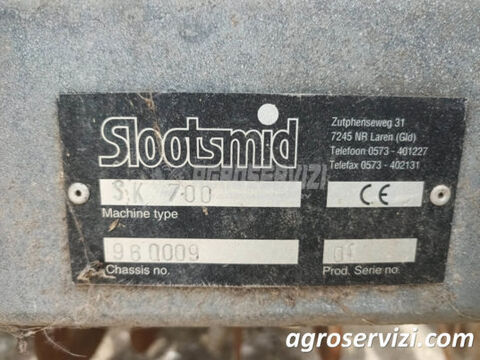 Slootsmid
Zutphenseweg 31
7245 NR Laren (Gld)
Telefoon 0573 - 401227
Telefax 0573 - 402131
AGROSERVIZI
SK 700
Machine type
CE
960009
Chassis no.
01
Prod. Serie no.
agroservizi.com